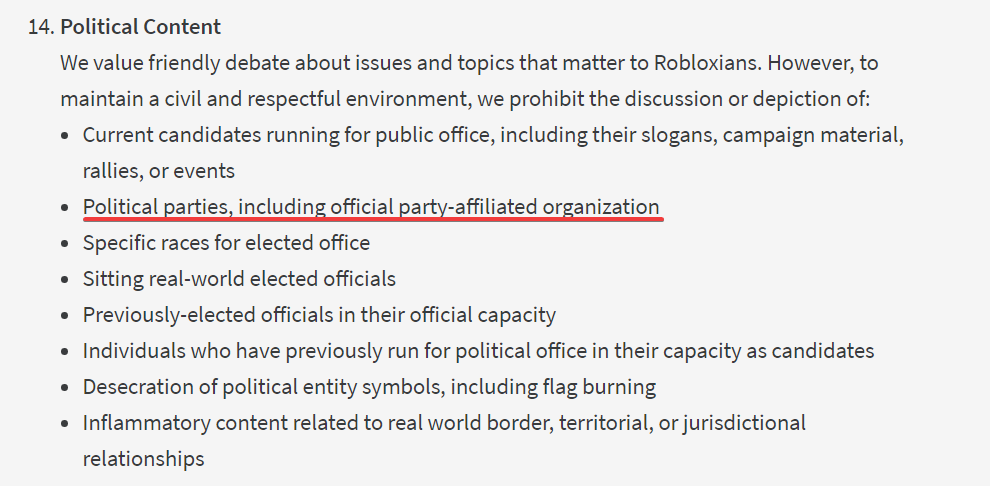 14. Political Content
We value friendly debate about issues and topics that matter to Robloxians. However, to
maintain a civil and respectful environment, we prohibit the discussion or depiction of:
• Current candidates running for public office, including their slogans, campaign material,
rallies, or events
• Political parties, including official party-affiliated organization
• Specific races for elected office
• Sitting real-world elected officials
• Previously-elected officials in their official capacity
• Individuals who have previously run for political office in their capacity as candidates
• Desecration of political entity symbols, including flag burning
• Inflammatory content related to real world border, territorial, or jurisdictional
relationships